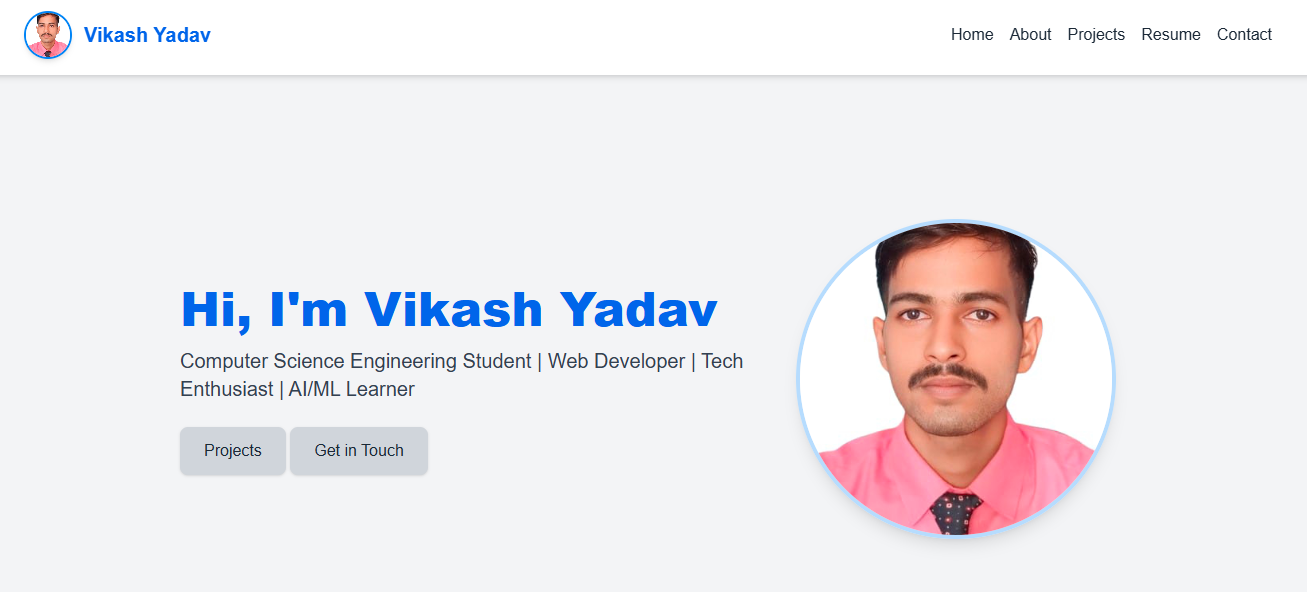 Vikash Yadav
Home About Projects Resume Contact
Hi, I'm Vikash Yadav
Computer Science Engineering Student | Web Developer | Tech
Enthusiast | AI/ML Learner
Projects
Get in Touch